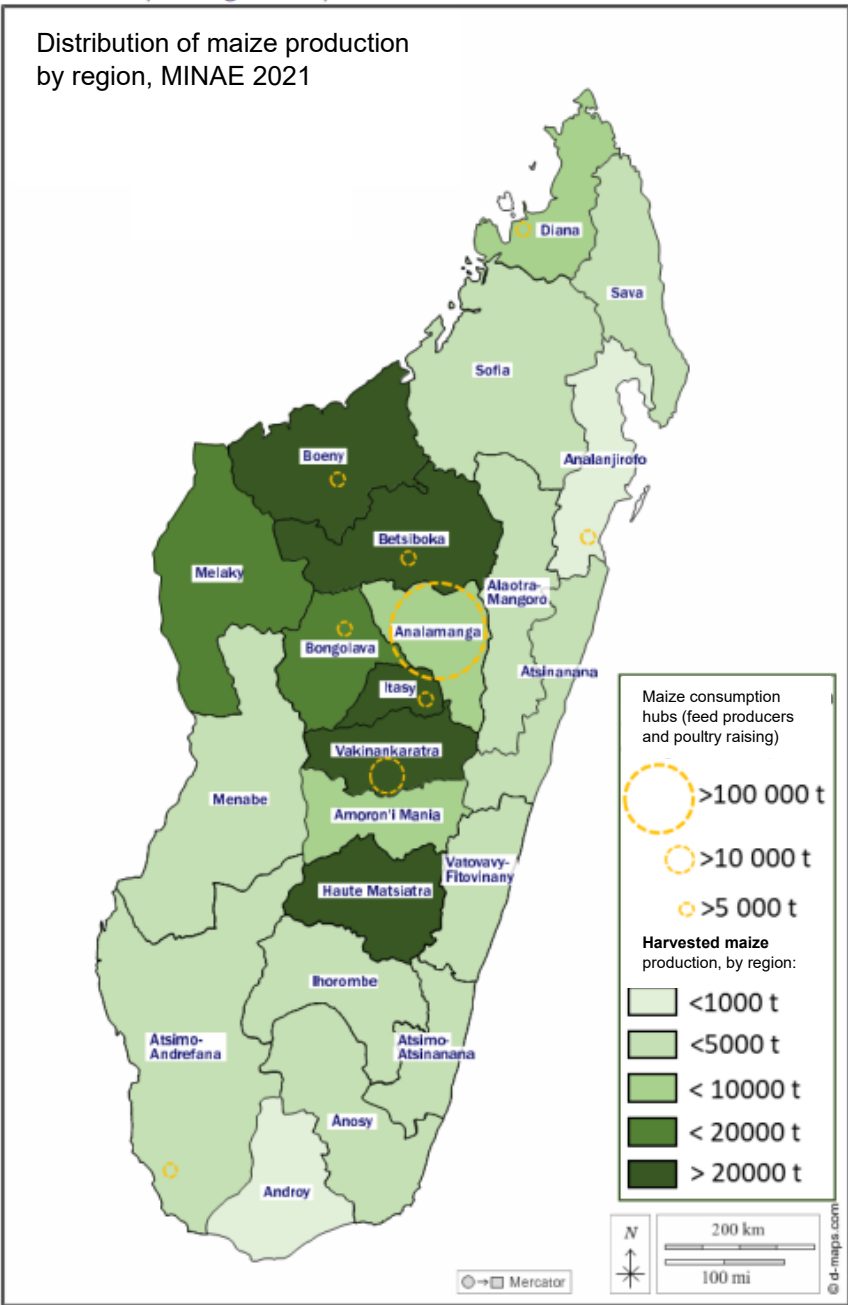 Distribution of maize production
by region, MINAE 2021
Diana
Sava
Sofia
Boeny
Analanjirofo
Betsiboka
Melaky
Alaotra-
Mangoro
Analamanga
Bongolava
Atsinanana
Itasy
Vakinankaratra
Menabe
Amoron'i Mania
Vatovavy-
Fitovinany
Haute Matsiatra
Ihorombe
Atsimo-
Andrefana
Atsimo-
Atsinanana
Anosy
Androy
Maize consumption
hubs (feed producers
and poultry raising)
>100 000 t
>10 000 t
>5 000 t
Harvested maize
production, by region:
<1000 t
<5000 t
< 10000 t
< 20000 t
> 20000 t
N
200 km
100 mi
→ Mercator
© d-maps.com